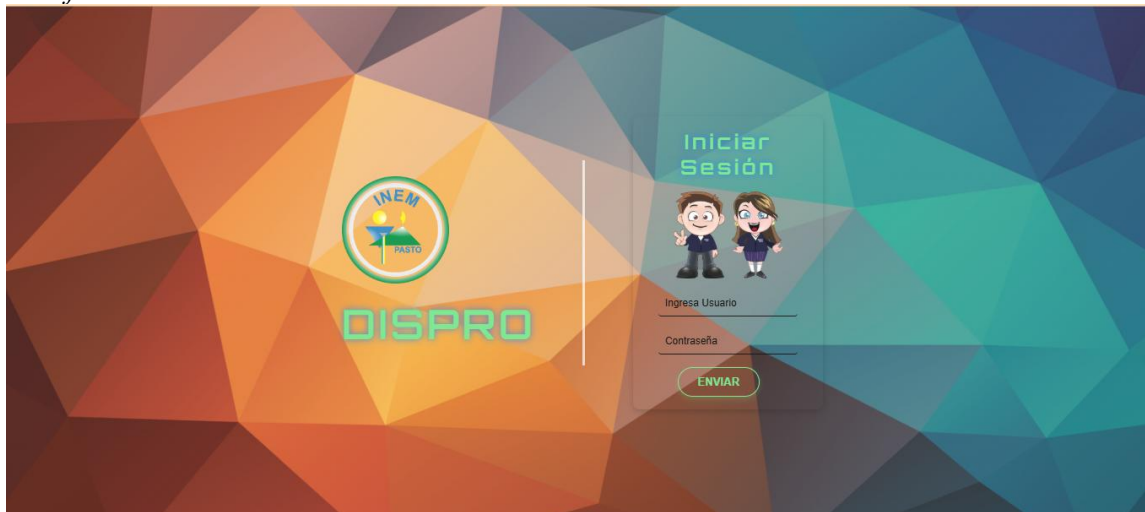 INEM
PASTO
DISPRO
Iniciar
Sesión
Ingresa Usuario
Contraseña
ENVIAR